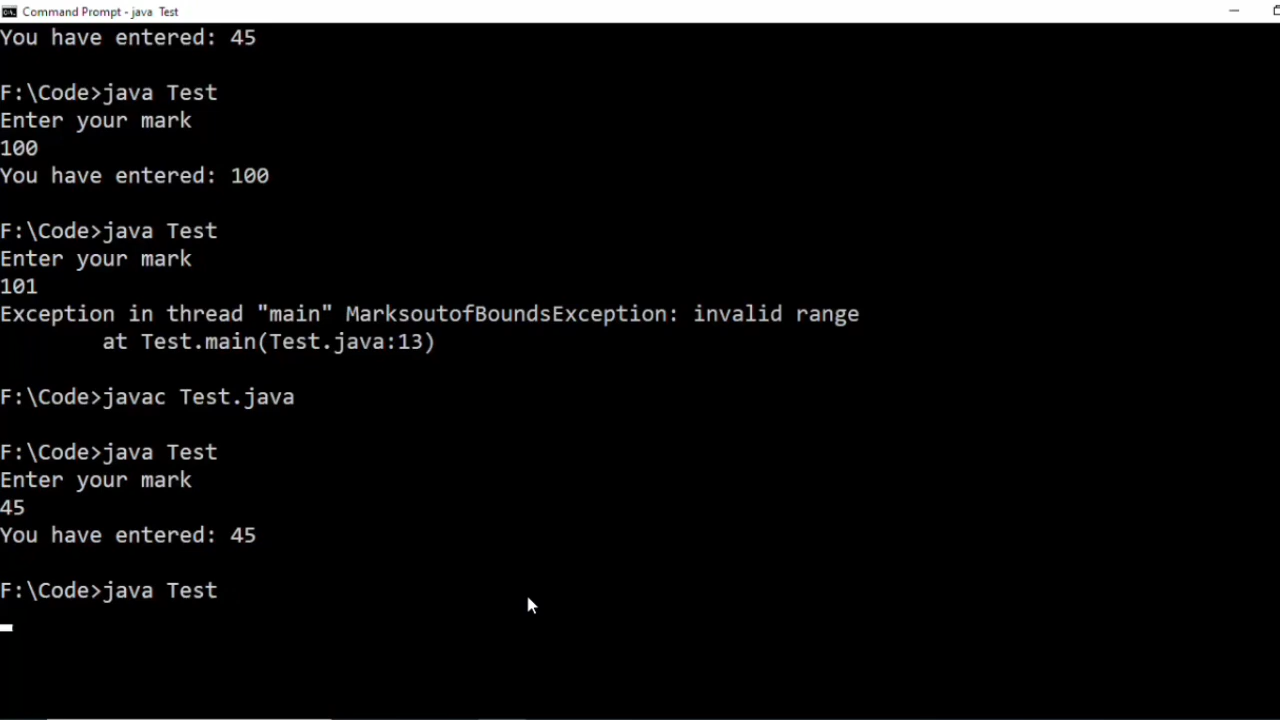 Command Prompt - java Test
You have entered: 45
F:\Code>java Test
Enter your mark
100
You have entered: 100
F:\Code>java Test
Enter your mark
101
Exception in thread "main" MarksoutofBoundsException: invalid range
at Test.main(Test.java:13)
F:\Code>javac Test.java
F:\Code>java Test
Enter your mark
45
You have entered: 45
F:\Code>java Test